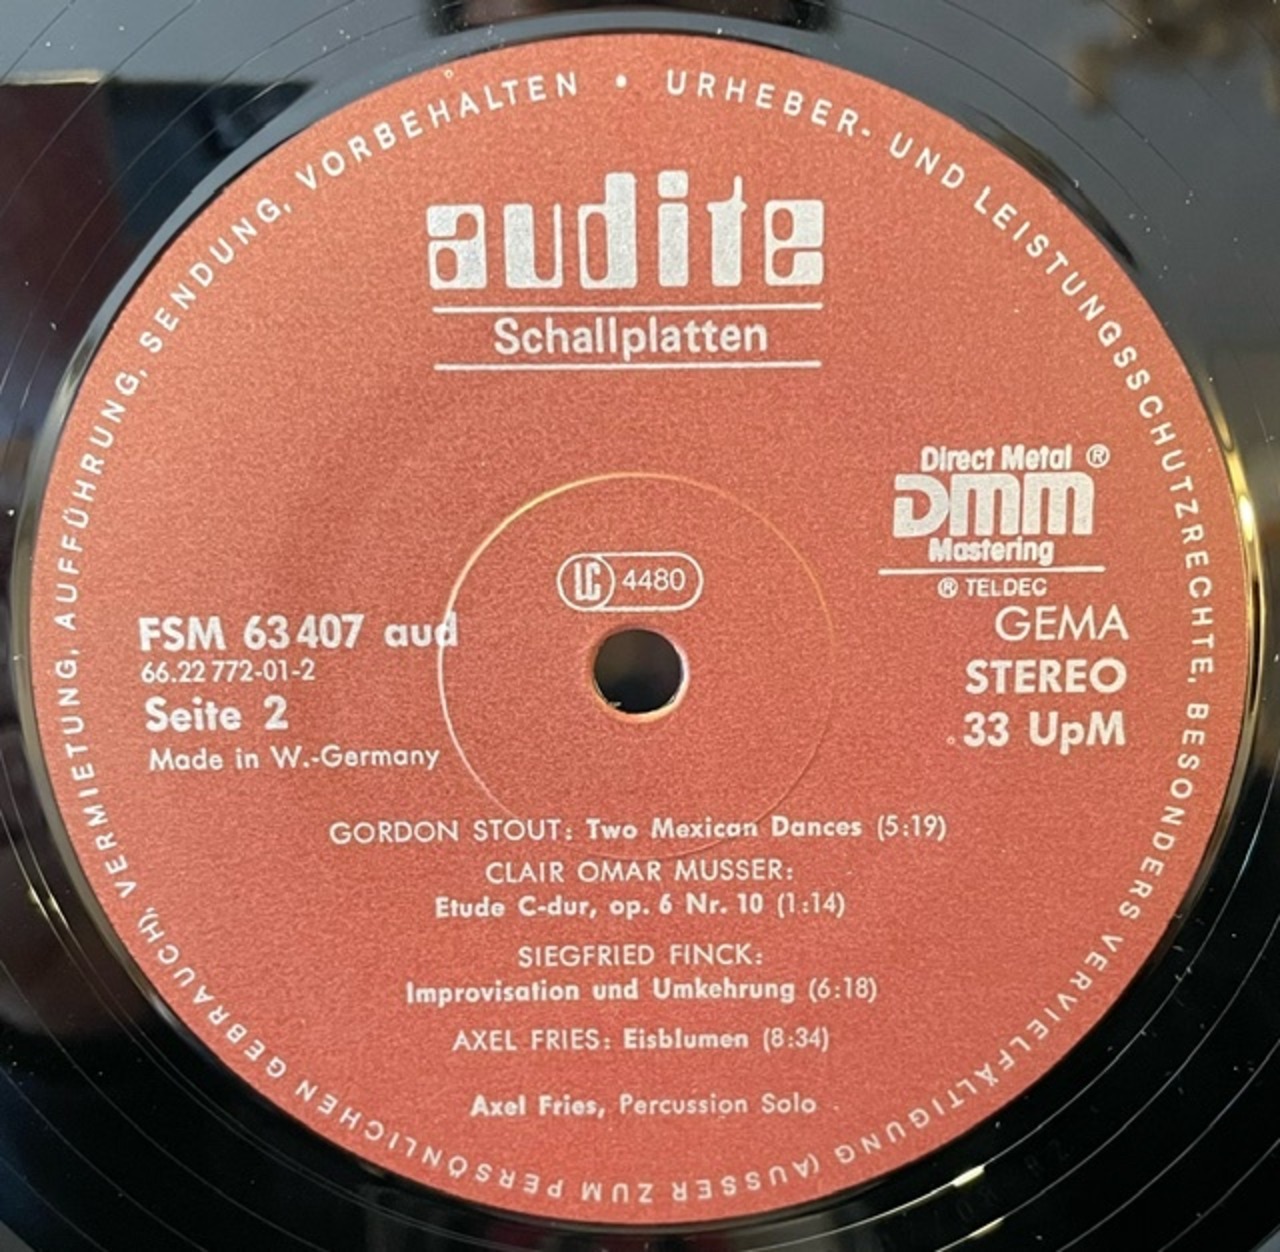 URHEBER- UND LEISTUNGSSCHUTZRECHTE, BESONDERS VERVIELFÄLTIGUNG (AUSSER ZUM PERSÖNLICHEN GEBRAUCH), VERMIETUNG, AUFFÜHRUNG, SENDUNG, VORBEHALTEN •
audite
Schallplatten
Direct Metal ®
DMM
Mastering
® TELDEC
LC 4480
GEMA
STEREO
33 UpM
FSM 63 407 aud
66.22 772-01-2
Seite 2
Made in W.-Germany
GORDON STOUT: Two Mexican Dances (5:19)
CLAIR OMAR MUSSER:
Etude C-dur, op. 6 Nr. 10 (1:14)
SIEGFRIED FINCK:
Improvisation und Umkehrung (6:18)
AXEL FRIES: Eisblumen (8:34)
Axel Fries, Percussion Solo